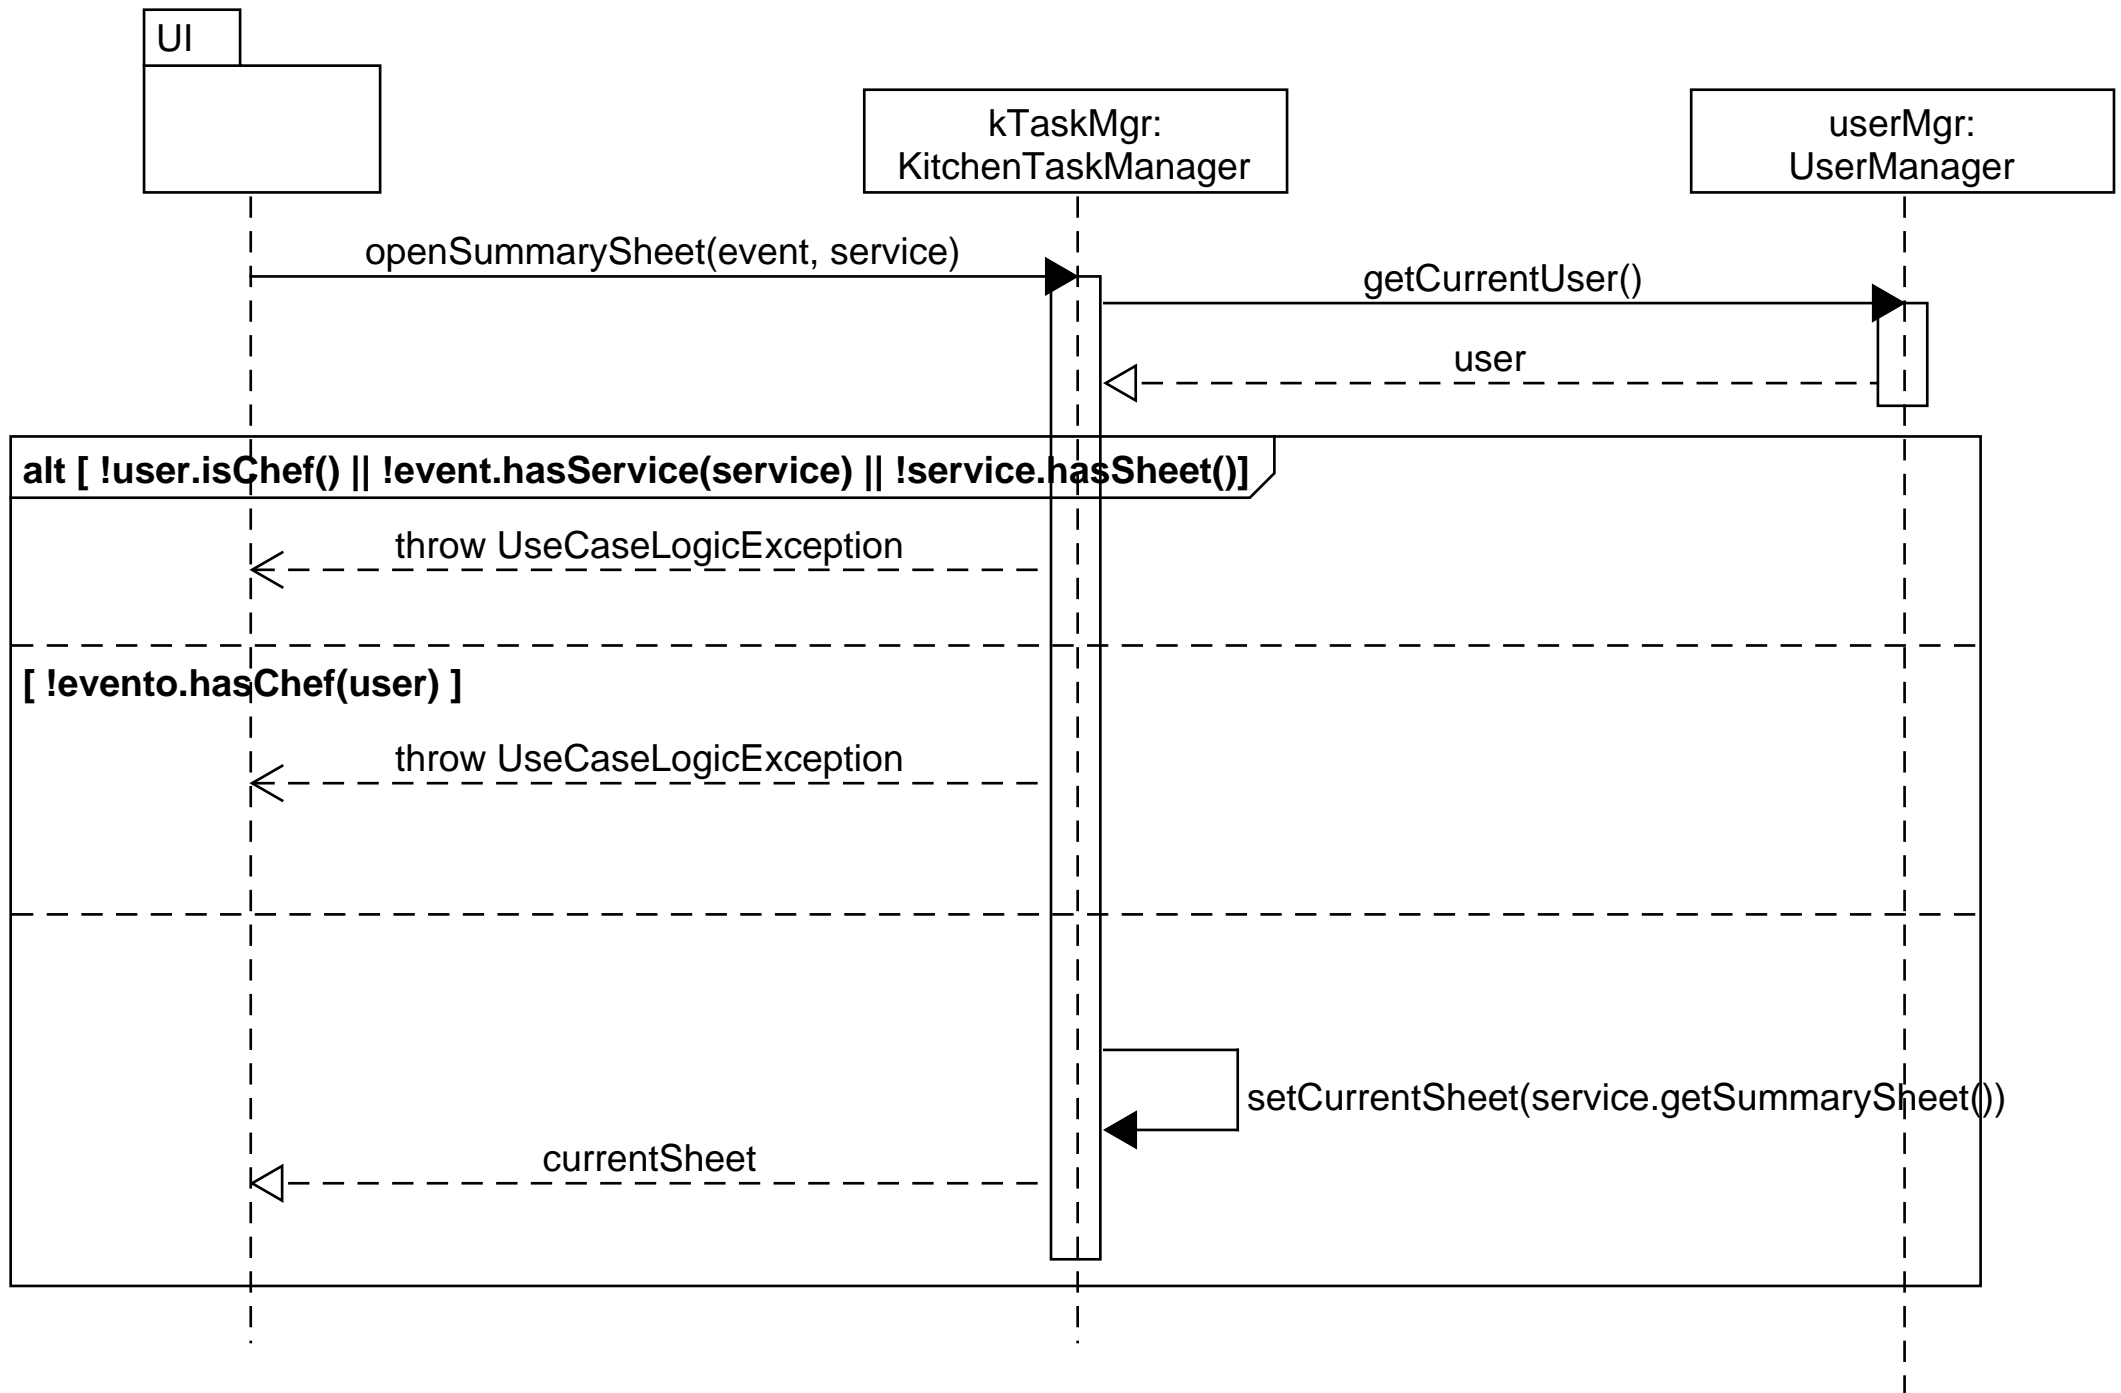 UI
kTaskMgr:
KitchenTaskManager
userMgr:
UserManager
openSummarySheet(event, service)
getCurrentUser()
user
alt [ !user.isChef() || !event.hasService(service) || !service.hasSheet()]
throw UseCaseLogicException
[ !evento.hasChef(user) ]
throw UseCaseLogicException
setCurrentSheet(service.getSummarySheet())
currentSheet